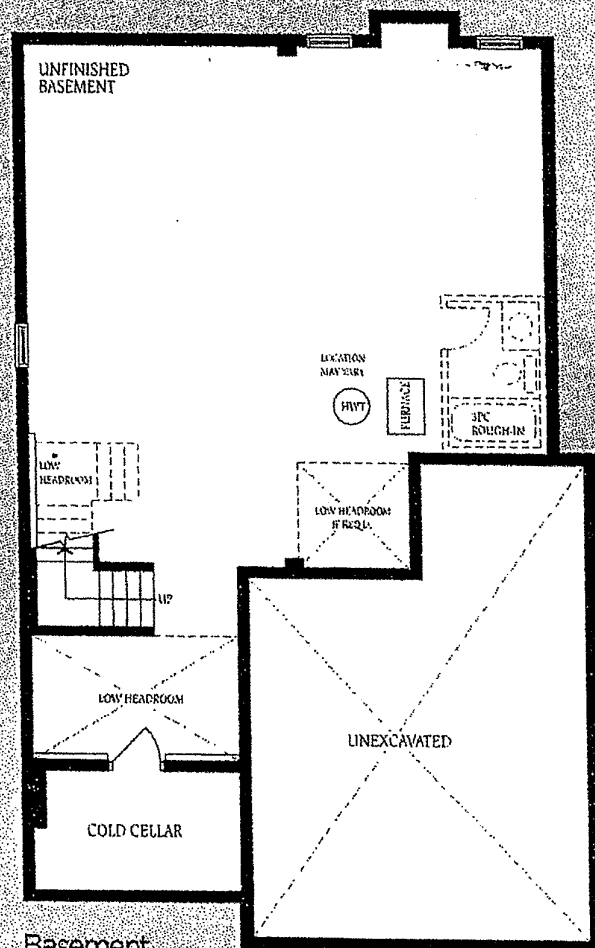 UNFINISHED
BASEMENT
LOCATION
MAY VARY
HWT
FURNACE
3PC
ROUGH-IN
LOW
HEADROOM
LOW HEADROOM
IF REQ'D.
UP
LOW HEADROOM
UNEXCAVATED
COLD CELLAR
Basement